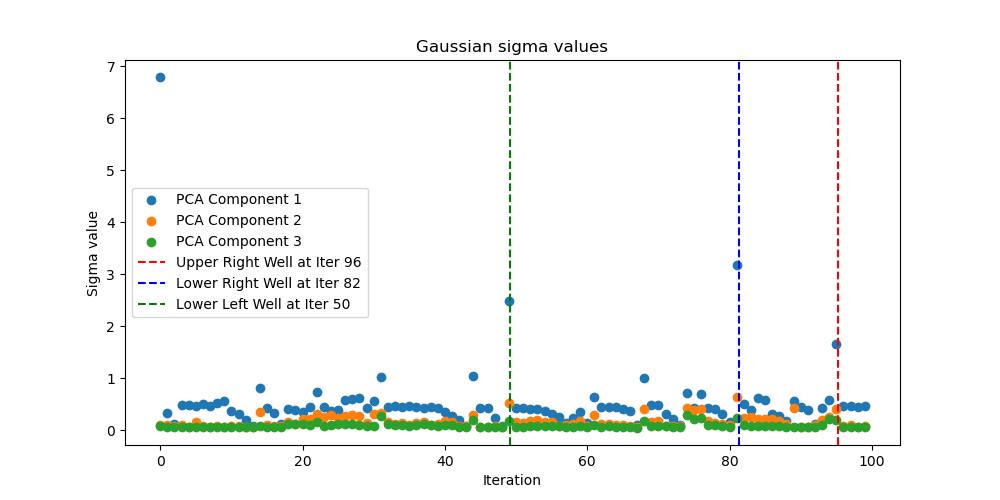 Gaussian sigma values
7
6
5
4
3
2
1
0
Sigma value
PCA Component 1
PCA Component 2
PCA Component 3
Upper Right Well at Iter 96
Lower Right Well at Iter 82
Lower Left Well at Iter 50
0 20 40 60 80 100
Iteration